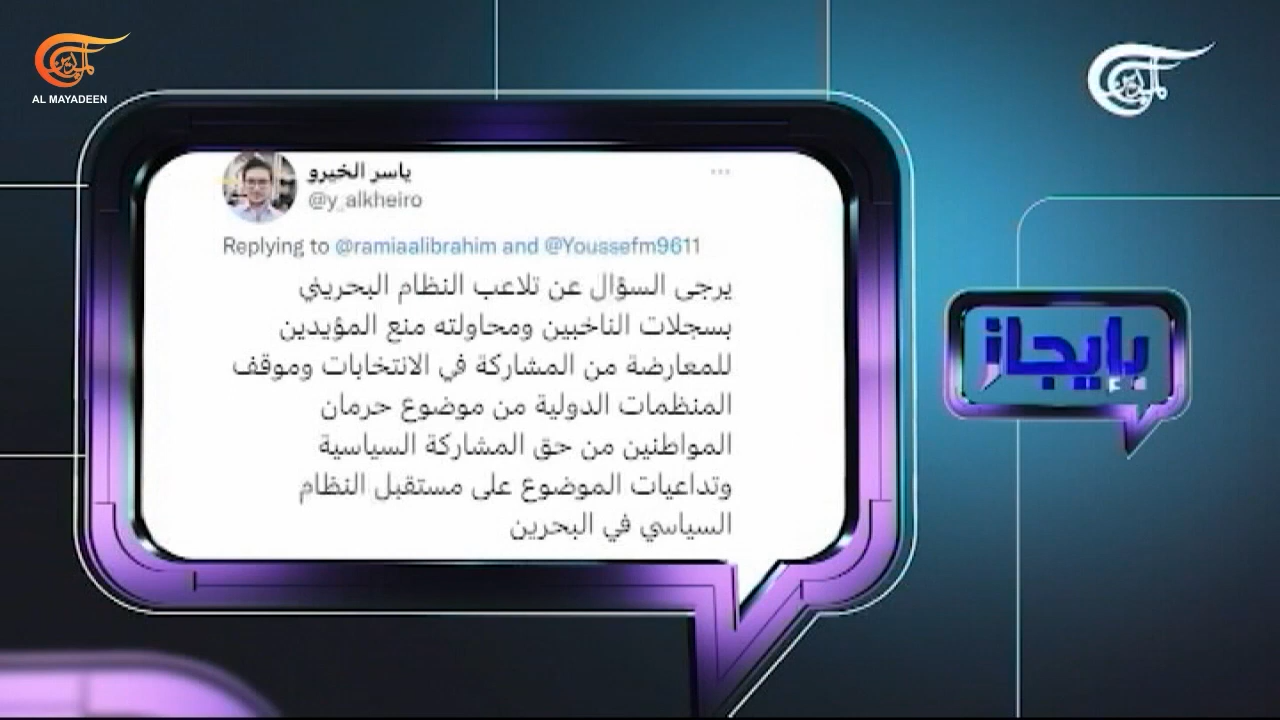 AL MAYADEEN
الميادين
ياسر الخيرو
@y_alkheiro
Replying to @ramiaalibrahim and @Youssefm9611
يرجى السؤال عن تلاعب النظام البحريني
بسجلات الناخبين ومحاولته منع المؤيدين
للمعارضة من المشاركة في الانتخابات وموقف
المنظمات الدولية من موضوع حرمان
المواطنين من حق المشاركة السياسية
وتداعيات الموضوع على مستقبل النظام
السياسي في البحرين
بإيجاز
الميادين